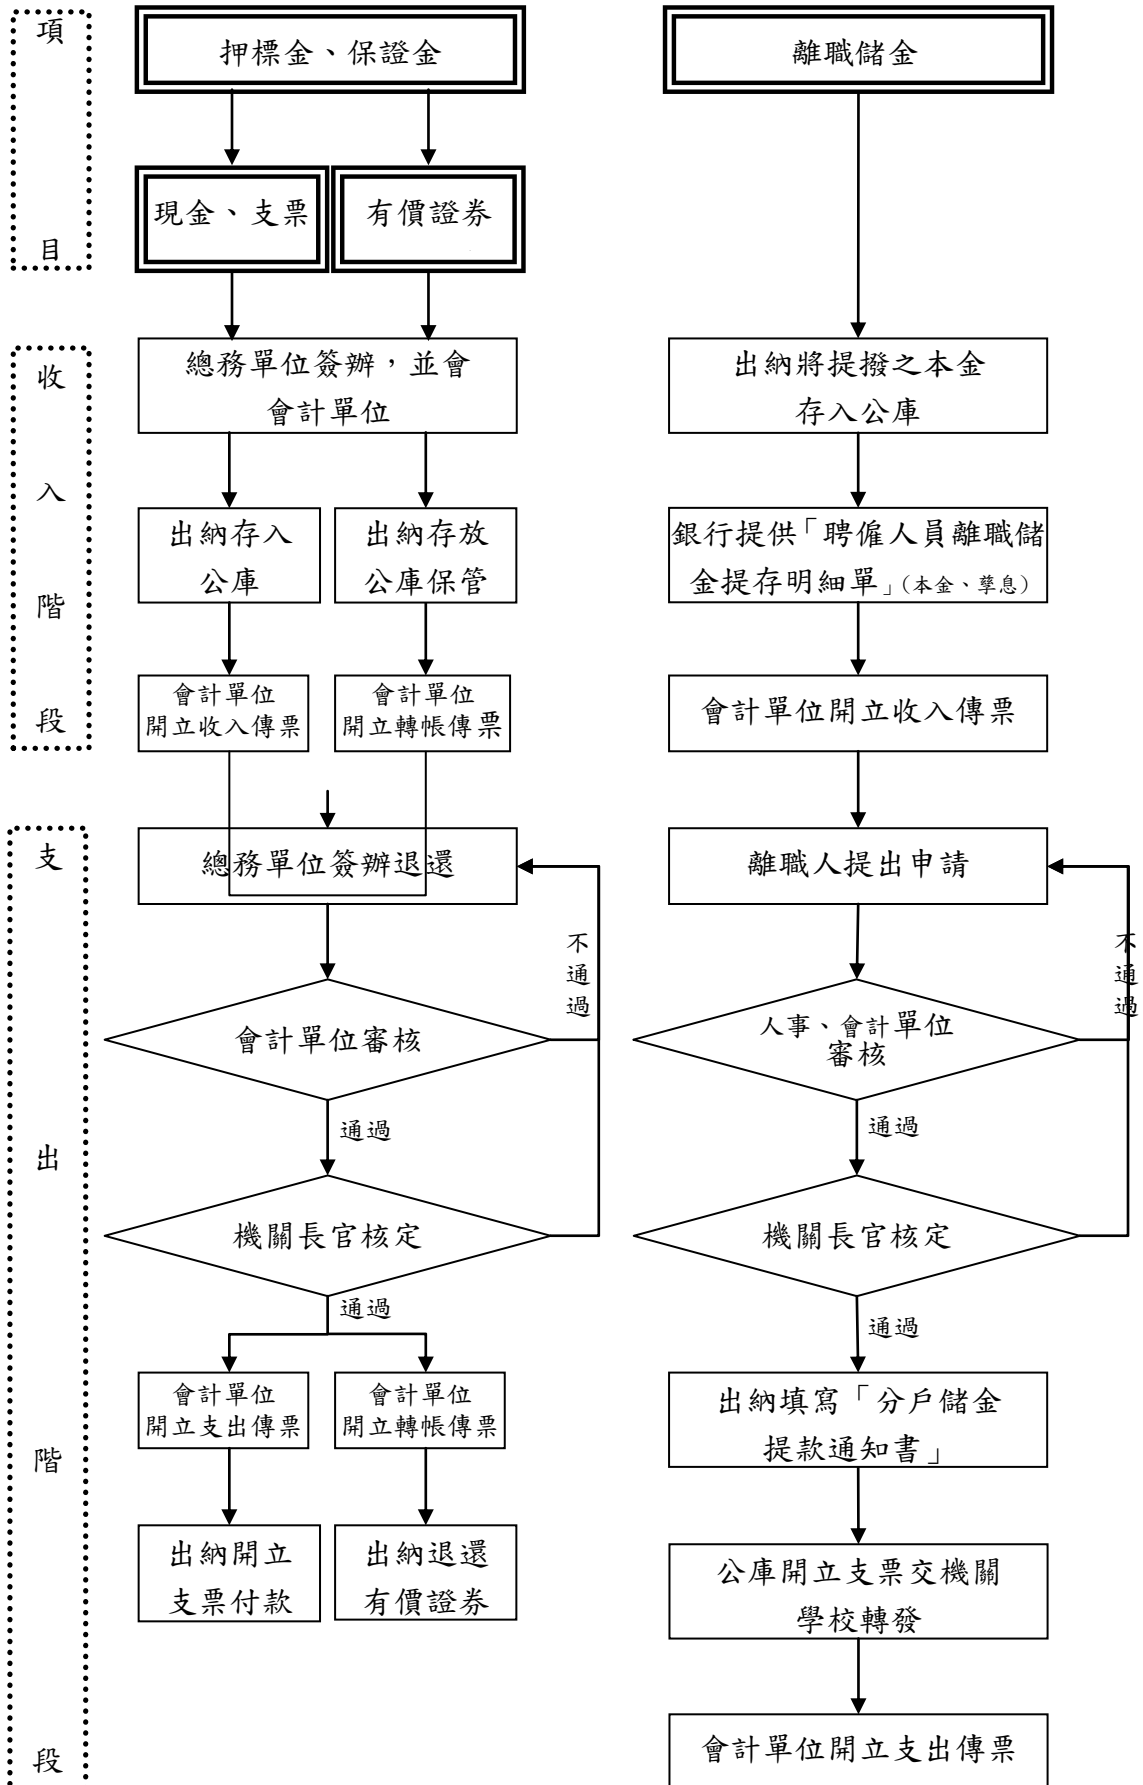 項
目
押標金、保證金
現金、支票
有價證券
離職儲金
收
入
階
段
總務單位簽辦，並會
會計單位
出納存入
公庫
出納存放
公庫保管
會計單位
開立收入傳票
會計單位
開立轉帳傳票
出納將提撥之本金
存入公庫
銀行提供「聘僱人員離職儲
金提存明細單」(本金、孳息)
會計單位開立收入傳票
支
出
階
段
總務單位簽辦退還
不
通
過
會計單位審核
通過
機關長官核定
通過
會計單位
開立支出傳票
會計單位
開立轉帳傳票
出納開立
支票付款
出納退還
有價證券
離職人提出申請
不
通
過
人事、會計單位
審核
通過
機關長官核定
通過
出納填寫「分戶儲金
提款通知書」
公庫開立支票交機關
學校轉發
會計單位開立支出傳票